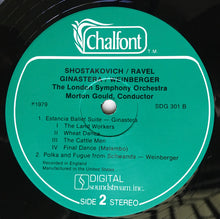 Chalfont
T.M.
SHOSTAKOVICH / RAVEL
GINASTERA / WEINBERGER
The London Symphony Orchestra
Morton Gould, Conductor
℗1979
SDG 301 B
1. Estancia Ballet Suite — Ginastera
I The Land Workers
II Wheat Dance
III The Cattle Men
IV Final Dance (Malambo)
2. Polka and Fugue from Schwanda — Weinberger
Recorded in England
Manufactured in the United States
DIGITAL
Soundstream, inc.
SIDE 2 STEREO